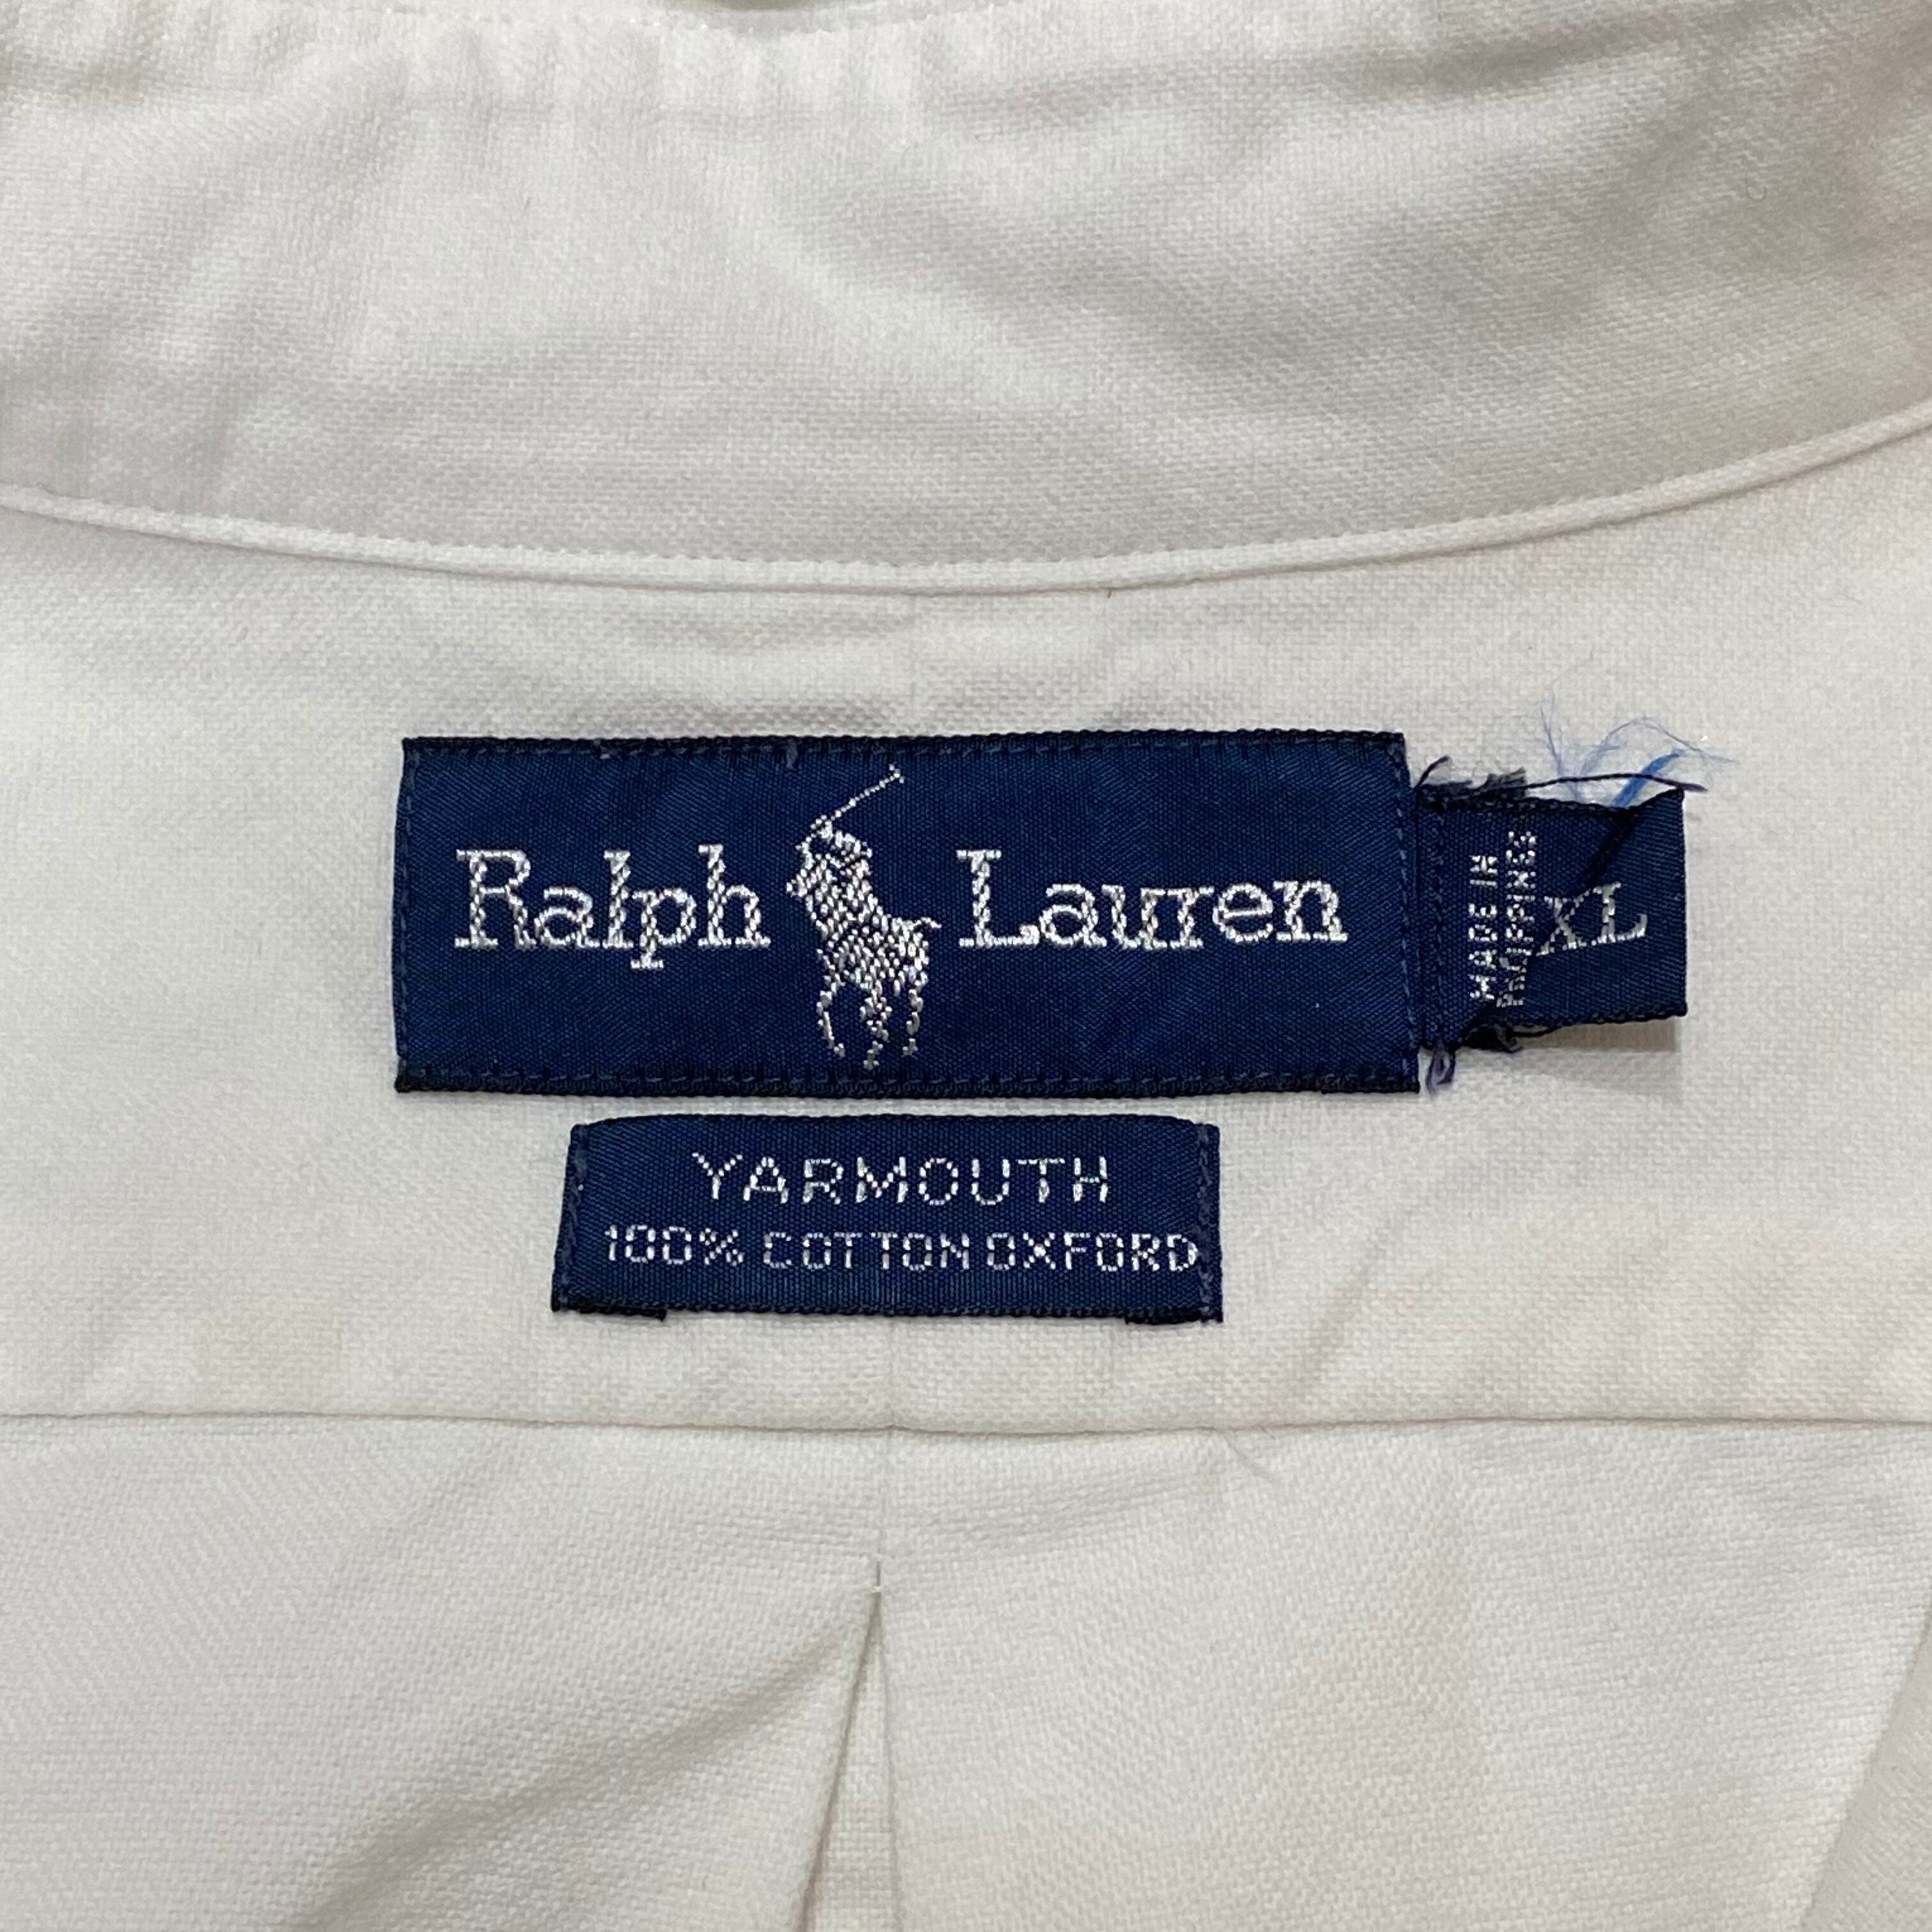 Ralph Lauren
MADE IN
PHILIPPINES
XL
YARMOUTH
100% COTTON OXFORD